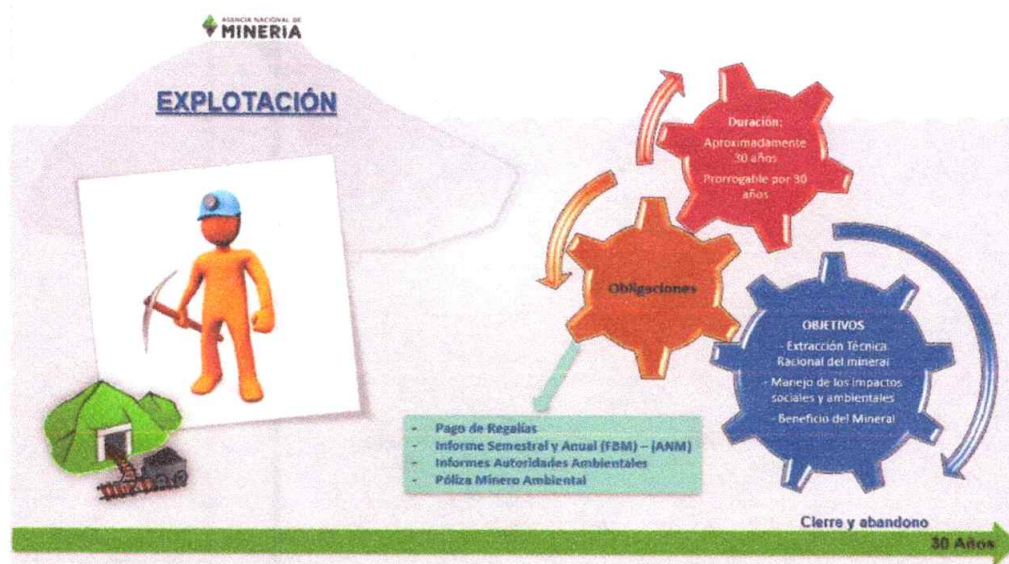 AGENCIA NACIONAL DE
MINERÍA
EXPLOTACIÓN
Duración:
Aproximadamente
30 años
Prorrogable por 30
años
Obligaciones
OBJETIVOS
- Extracción Técnica
Racional del mineral
- Manejo de los impactos
sociales y ambientales
- Beneficio del Mineral
- Pago de Regalías
- Informe Semestral y Anual (FBM) – (ANM)
- Informes Autoridades Ambientales
- Póliza Minero Ambiental
Cierre y abandono
30 Años